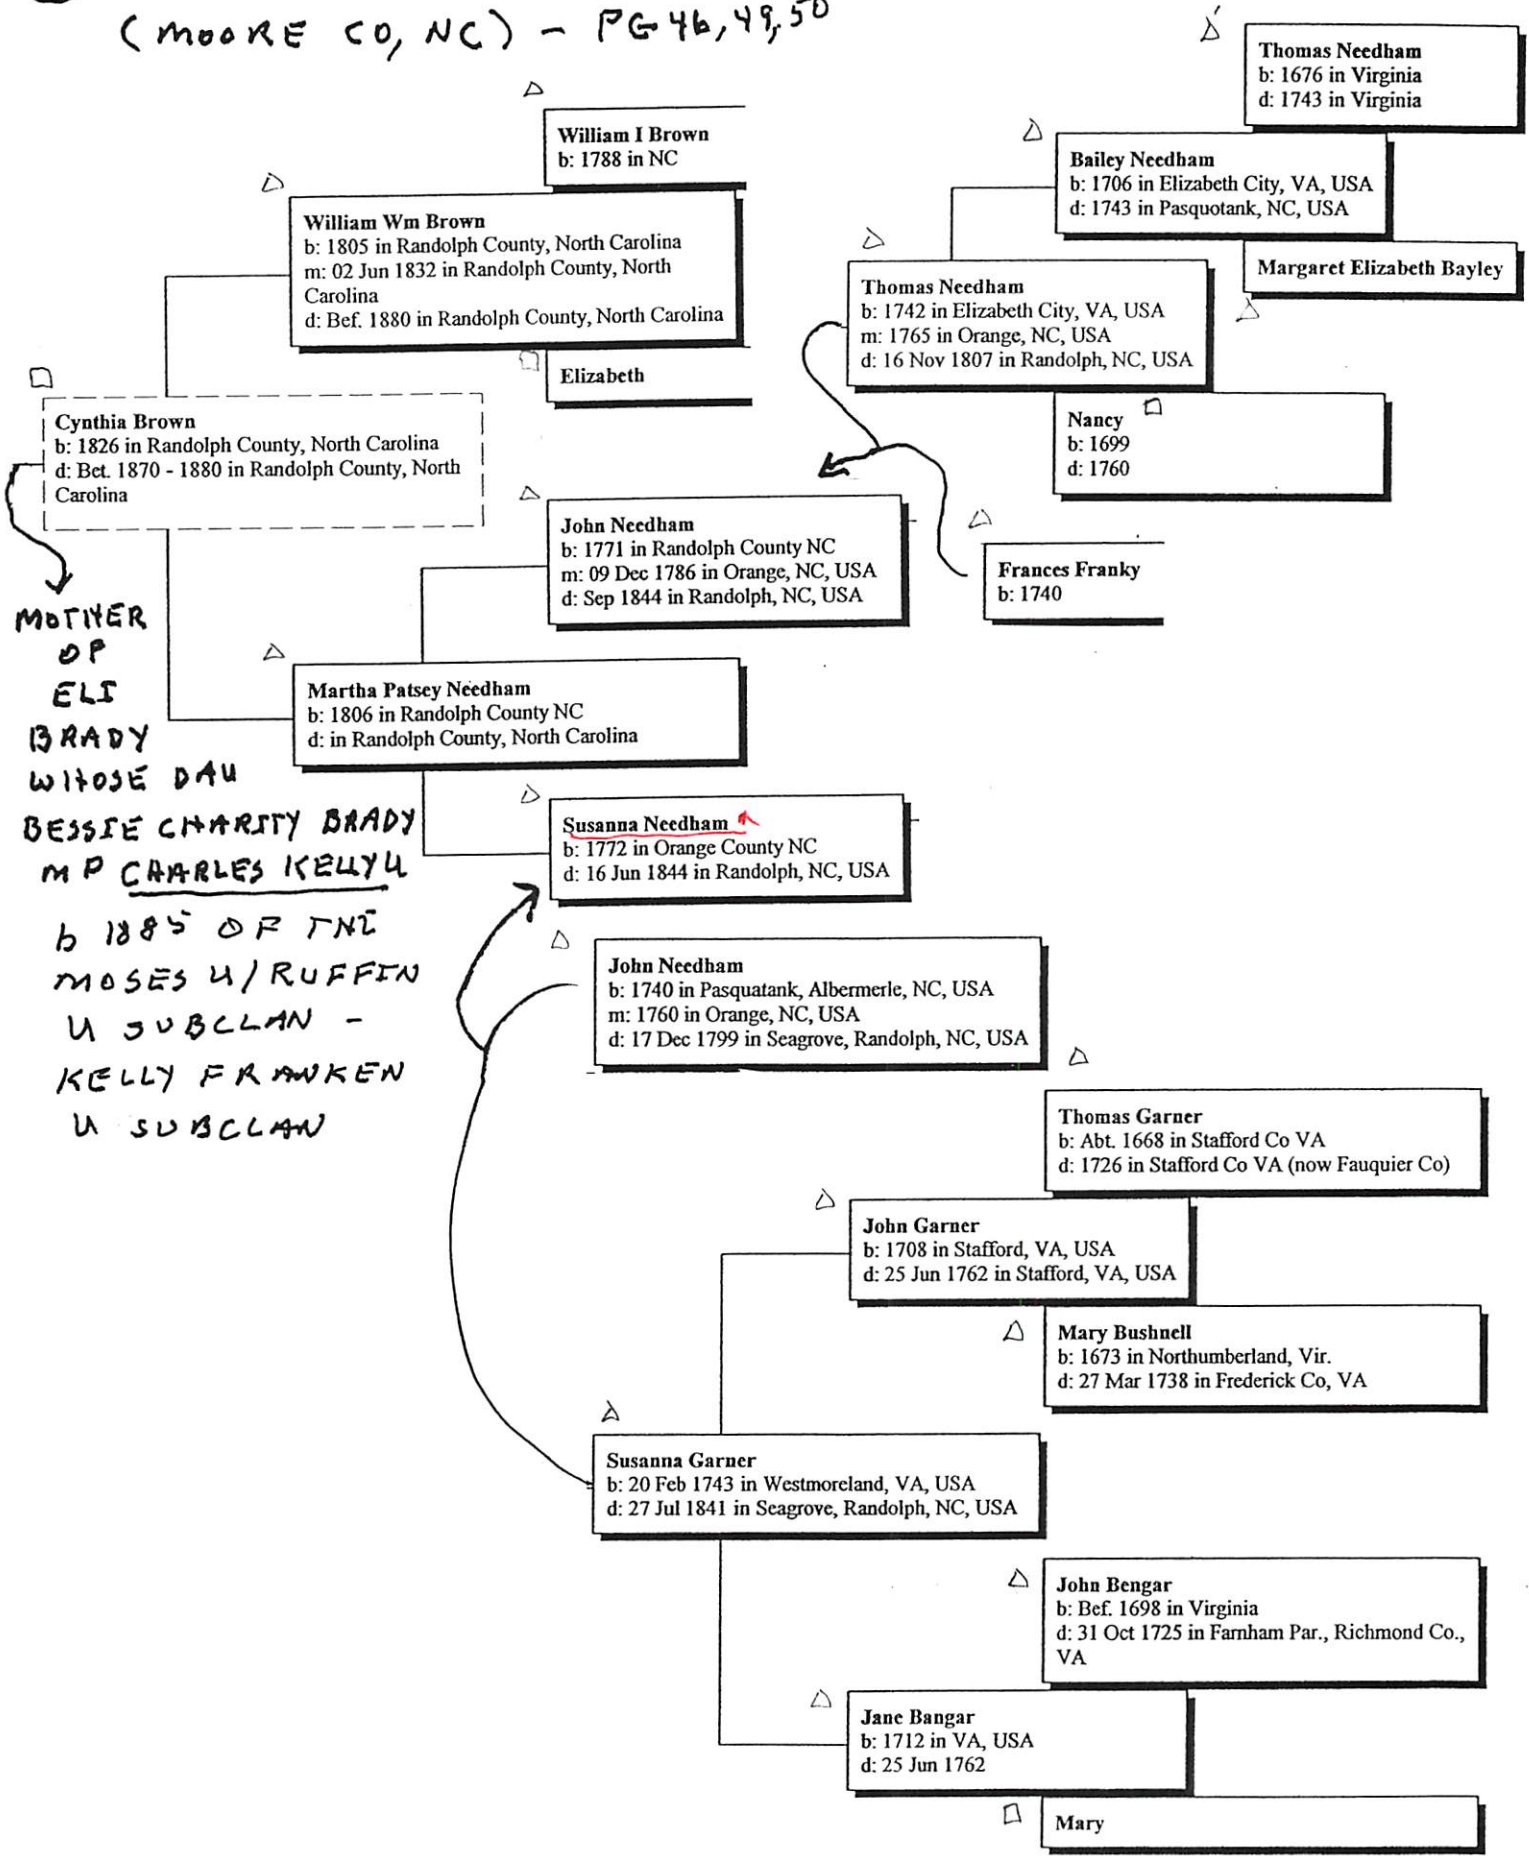 (MOORE CO, NC) - PG 46, 49, 50
Thomas Needham
b: 1676 in Virginia
d: 1743 in Virginia
William I Brown
b: 1788 in NC
Bailey Needham
b: 1706 in Elizabeth City, VA, USA
d: 1743 in Pasquotank, NC, USA
William Wm Brown
b: 1805 in Randolph County, North Carolina
m: 02 Jun 1832 in Randolph County, North
Carolina
d: Bef. 1880 in Randolph County, North Carolina
Margaret Elizabeth Bayley
Thomas Needham
b: 1742 in Elizabeth City, VA, USA
m: 1765 in Orange, NC, USA
d: 16 Nov 1807 in Randolph, NC, USA
Elizabeth
Cynthia Brown
b: 1826 in Randolph County, North Carolina
d: Bet. 1870 - 1880 in Randolph County, North
Carolina
Nancy
b: 1699
d: 1760
John Needham
b: 1771 in Randolph County NC
m: 09 Dec 1786 in Orange, NC, USA
d: Sep 1844 in Randolph, NC, USA
Frances Franky
b: 1740
MOTHER
OF
ELI
BRADY
WHOSE DAU
BESSIE CHARITY BRADY
M P CHARLES KELLY U
b 1885 OF THE
MOSES U/RUFFIN
U SUBCLAN -
KELLY FRANKEN
U SUBCLAN
Martha Patsey Needham
b: 1806 in Randolph County NC
d: in Randolph County, North Carolina
Susanna Needham
b: 1772 in Orange County NC
d: 16 Jun 1844 in Randolph, NC, USA
John Needham
b: 1740 in Pasquatank, Albermerle, NC, USA
m: 1760 in Orange, NC, USA
d: 17 Dec 1799 in Seagrove, Randolph, NC, USA
Thomas Garner
b: Abt. 1668 in Stafford Co VA
d: 1726 in Stafford Co VA (now Fauquier Co)
John Garner
b: 1708 in Stafford, VA, USA
d: 25 Jun 1762 in Stafford, VA, USA
Mary Bushnell
b: 1673 in Northumberland, Vir.
d: 27 Mar 1738 in Frederick Co, VA
Susanna Garner
b: 20 Feb 1743 in Westmoreland, VA, USA
d: 27 Jul 1841 in Seagrove, Randolph, NC, USA
John Bengar
b: Bef. 1698 in Virginia
d: 31 Oct 1725 in Farnham Par., Richmond Co.,
VA
Jane Bangar
b: 1712 in VA, USA
d: 25 Jun 1762
Mary